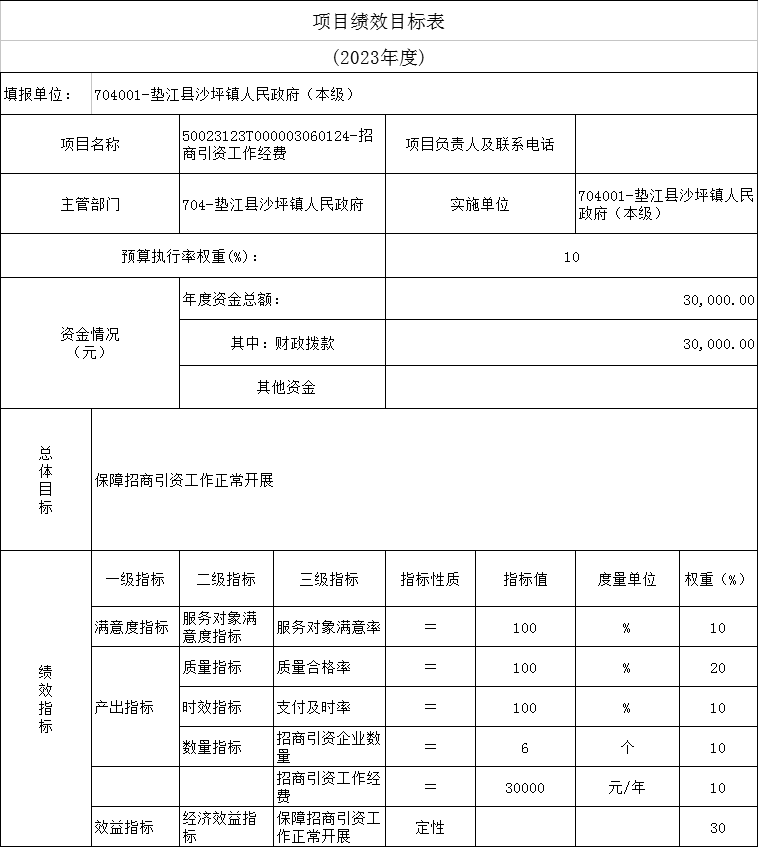 项目绩效目标表
(2023年度)
填报单位：
704001-垫江县沙坪镇人民政府（本级）
项目名称
50023123T000003060124-招
商引资工作经费
项目负责人及联系电话
主管部门
704-垫江县沙坪镇人民政府
实施单位
704001-垫江县沙坪镇人民
政府（本级）
预算执行率权重(%)：
10
资金情况
（元）
年度资金总额：
30,000.00
其中：财政拨款
30,000.00
其他资金
总
体
目
标
保障招商引资工作正常开展
绩
效
指
标
一级指标
二级指标
三级指标
指标性质
指标值
度量单位
权重（%）
满意度指标
服务对象满
意度指标
服务对象满意率
＝
100
%
10
产出指标
质量指标
质量合格率
＝
100
%
20
时效指标
支付及时率
＝
100
%
10
数量指标
招商引资企业数
量
＝
6
个
10
招商引资工作经
费
＝
30000
元/年
10
效益指标
经济效益指
标
保障招商引资工
作正常开展
定性
30